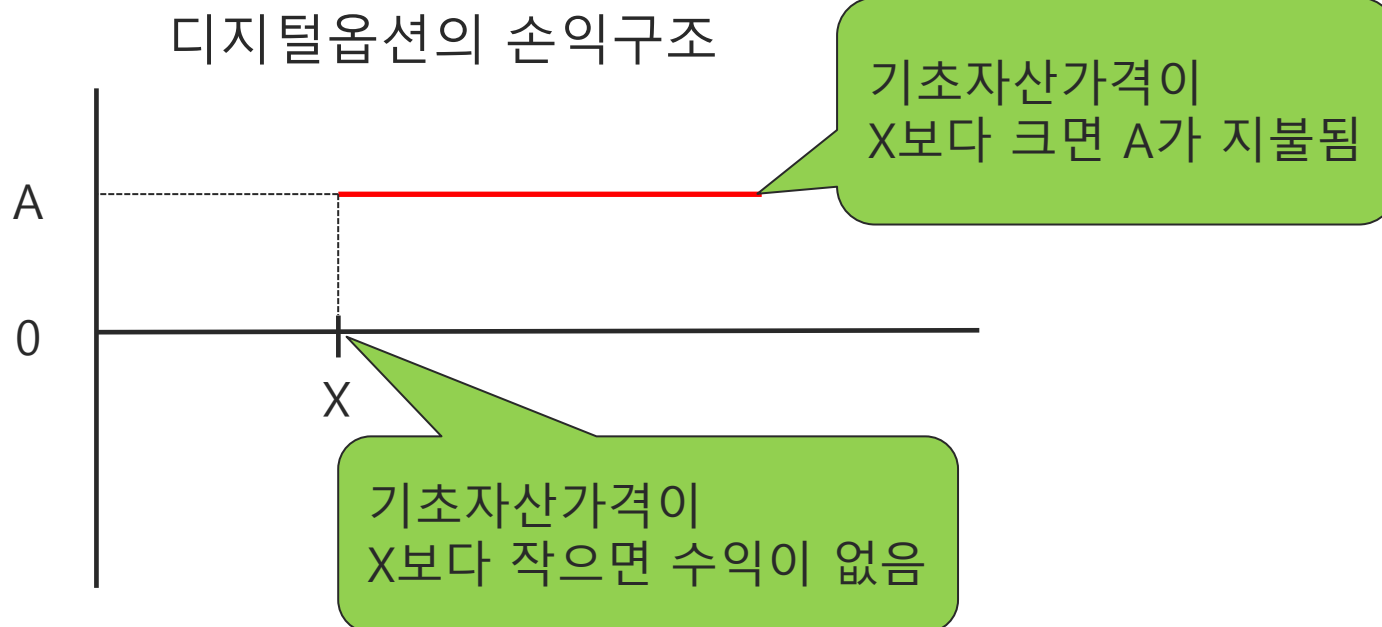 디지털옵션의 손익구조
기초자산가격이
X보다 크면 A가 지불됨
A
0
X
기초자산가격이
X보다 작으면 수익이 없음